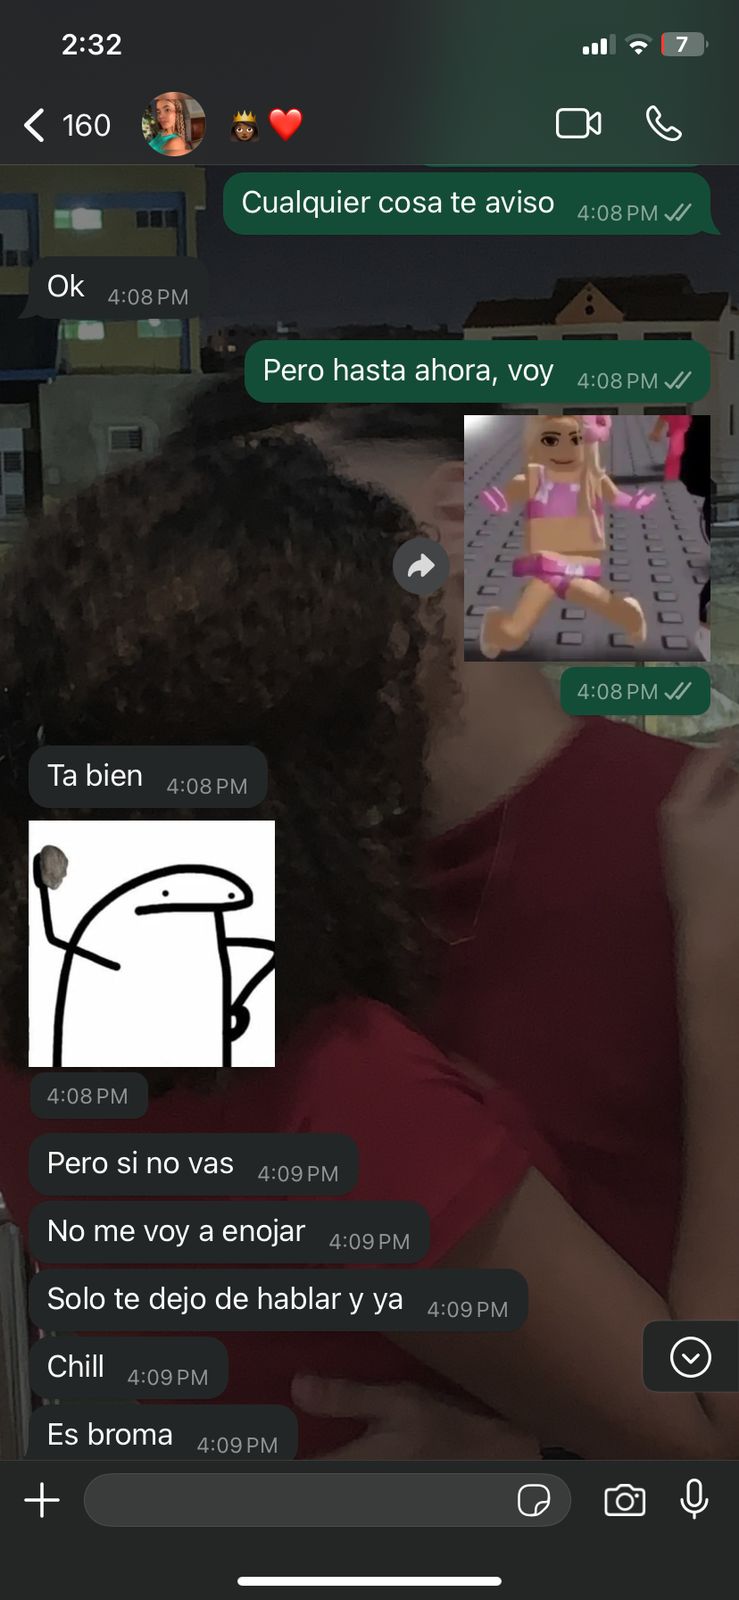 2:32
7
160
Cualquier cosa te aviso 4:08 PM
Ok 4:08 PM
Pero hasta ahora, voy 4:08 PM
4:08 PM
Ta bien 4:08 PM
4:08 PM
Pero si no vas 4:09 PM
No me voy a enojar 4:09 PM
Solo te dejo de hablar y ya 4:09 PM
Chill 4:09 PM
Es broma 4:09 PM